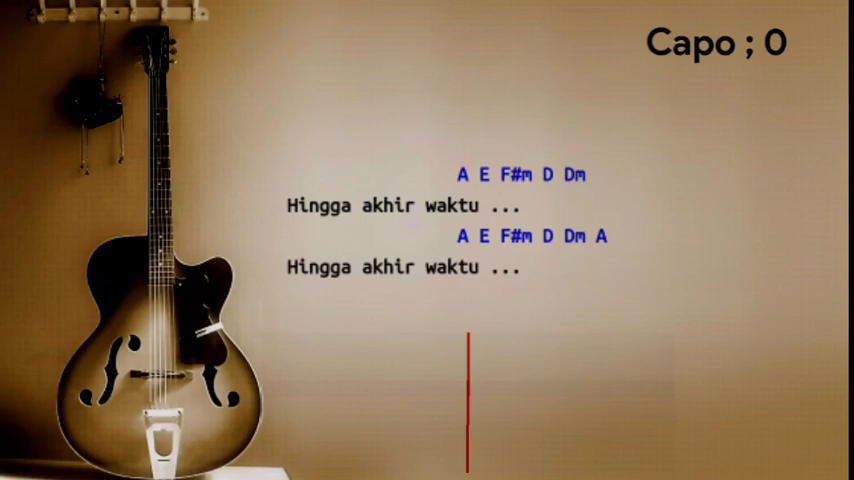 Capo ; 0
A E F#m D Dm
Hingga akhir waktu ...
A E F#m D Dm A
Hingga akhir waktu ...